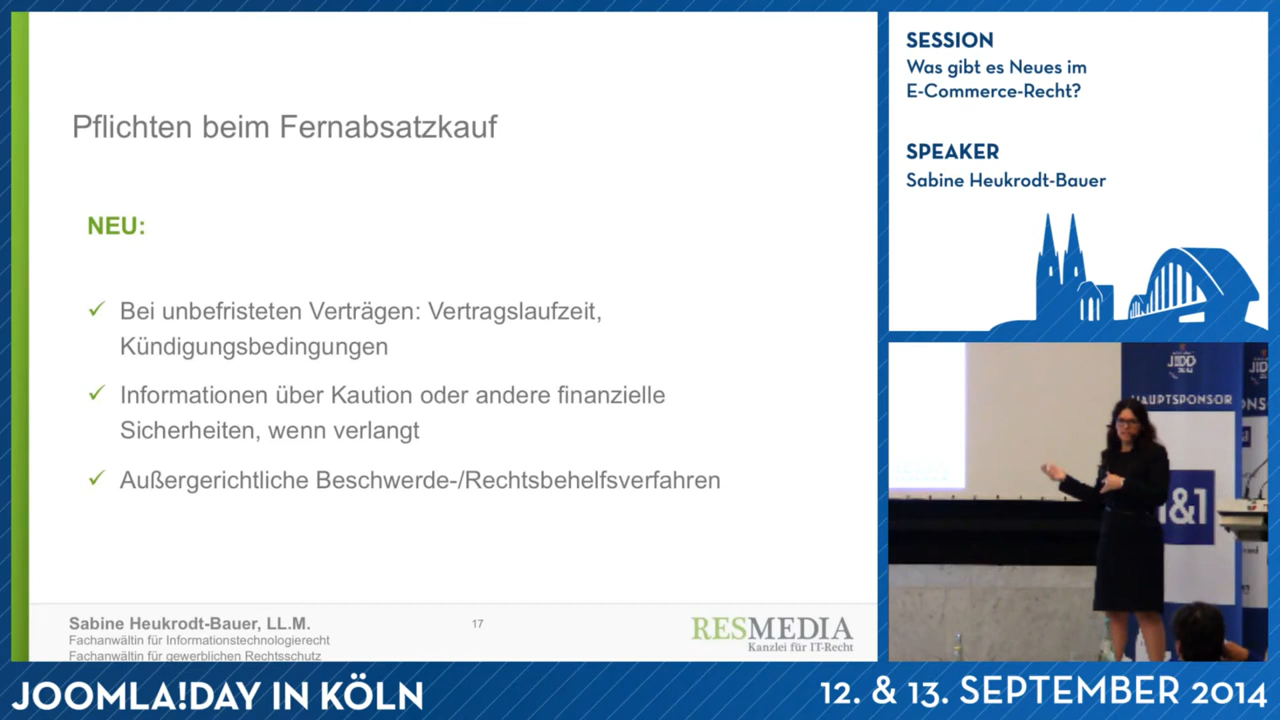 Pflichten beim Fernabsatzkauf
NEU:
✓ Bei unbefristeten Verträgen: Vertragslaufzeit,
Kündigungsbedingungen
✓ Informationen über Kaution oder andere finanzielle
Sicherheiten, wenn verlangt
✓ Außergerichtliche Beschwerde-/Rechtsbehelfsverfahren
Sabine Heukrodt-Bauer, LL.M.
Fachanwältin für Informationstechnologierecht
Fachanwältin für gewerblichen Rechtsschutz
17
RESMEDIA
Kanzlei für IT-Recht
SESSION
Was gibt es Neues im
E-Commerce-Recht?
SPEAKER
Sabine Heukrodt-Bauer
HAUPTSPONSOR
&1
JOOMLA!DAY IN KÖLN
12. & 13. SEPTEMBER 2014